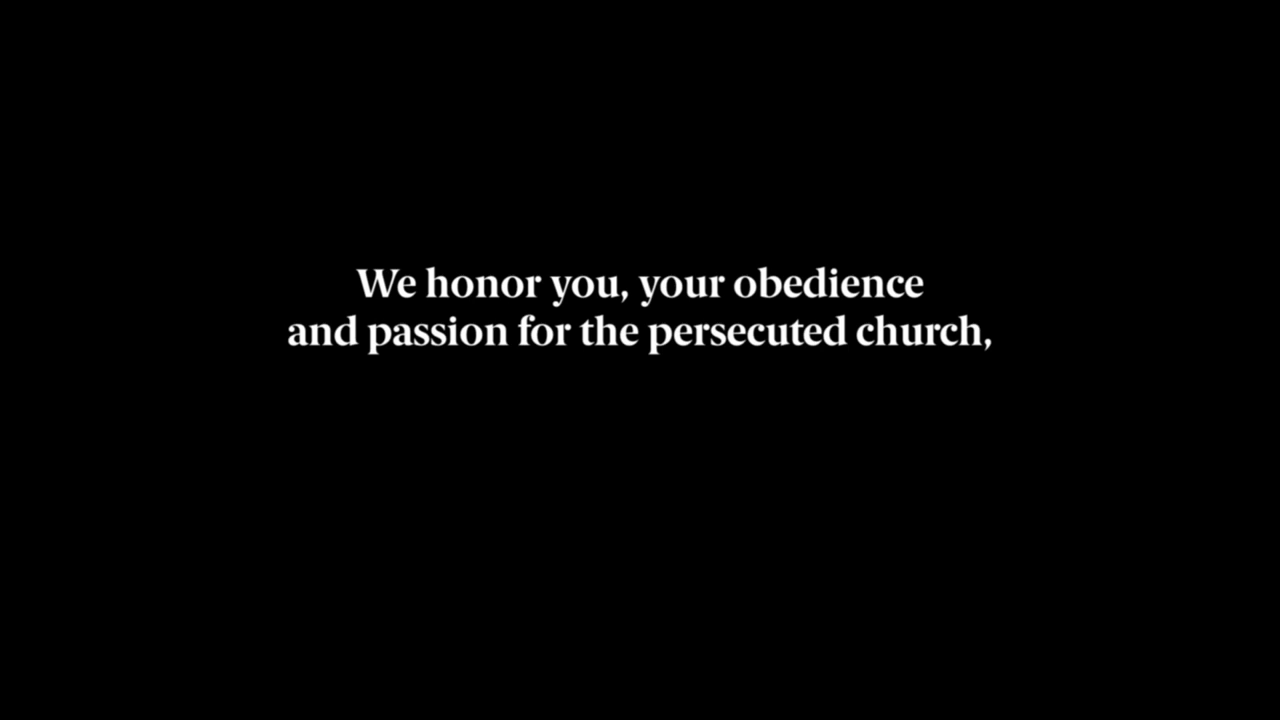 We honor you, your obedience
and passion for the persecuted church,